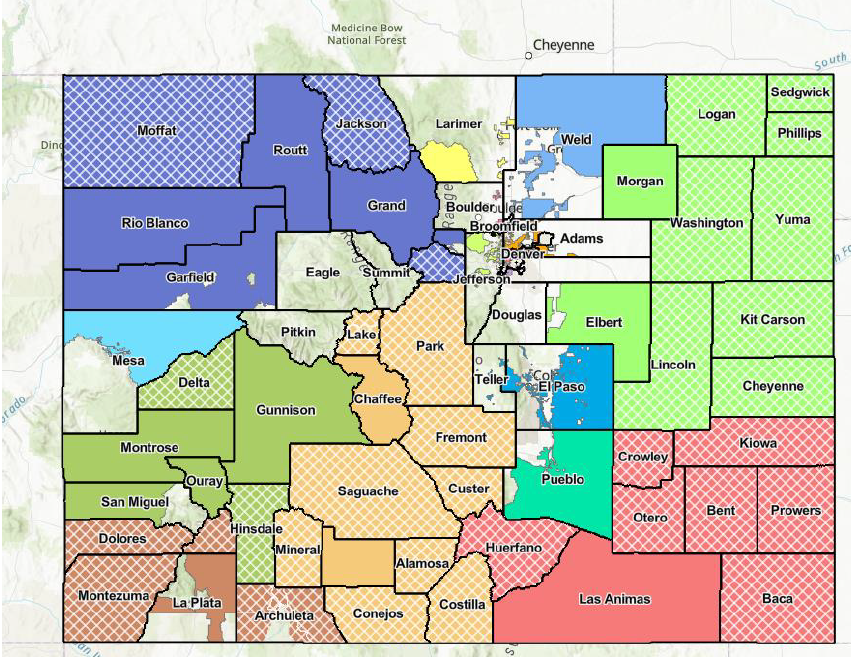 Medicine Bow
National Forest
Cheyenne
South
Sedgwick
Logan
Moffat
Jackson
Larimer
Phillips
Weld
Routt
Morgan
Grand
Boulder
Range
Washington
Yuma
Rio Blanco
Broomfield
Adams
Denver
Eagle
Summit
Garfield
Jefferson
Douglas
Kit Carson
Elbert
Pitkin
Lake
Park
Mesa
Lincoln
Delta
Teller
El Paso
Cheyenne
Gunnison
Chaffee
Fremont
Kiowa
Montrose
Crowley
Ouray
Pueblo
Saguache
Custer
San Miguel
Bent
Prowers
Otero
Hinsdale
Dolores
Mineral
Huerfano
Alamosa
Montezuma
La Plata
Las Animas
Baca
Costilla
Archuleta
Conejos